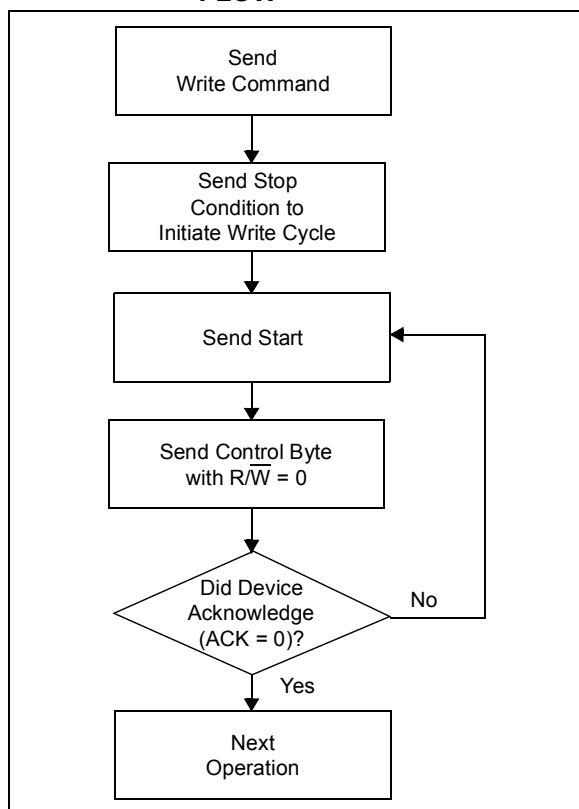 Send
Write Command
Send Stop
Condition to
Initiate Write Cycle
Send Start
Send Control Byte
with R/W̅ = 0
Did Device
Acknowledge
(ACK = 0)?
No
Yes
Next
Operation